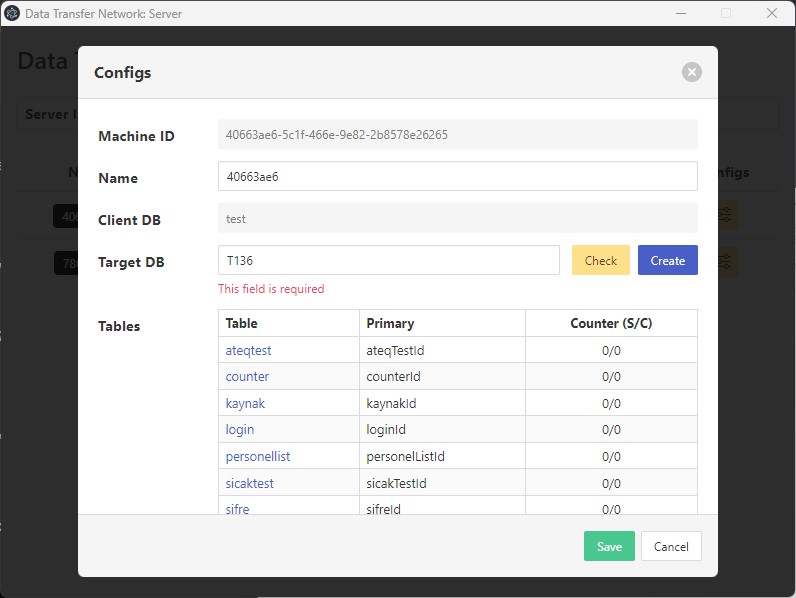 Data Transfer Network: Server
Data
Server
Configs
Machine ID 40663ae6-5c1f-466e-9e82-2b8578e26265
Name 40663ae6
Client DB test
Target DB T136 Check Create
This field is required
Tables
Table Primary Counter (S/C)
ateqtest ateqTestId 0/0
counter counterId 0/0
kaynak kaynakId 0/0
login loginId 0/0
personellist personelListId 0/0
sicaktest sicakTestId 0/0
sifre sifreId 0/0
Save Cancel